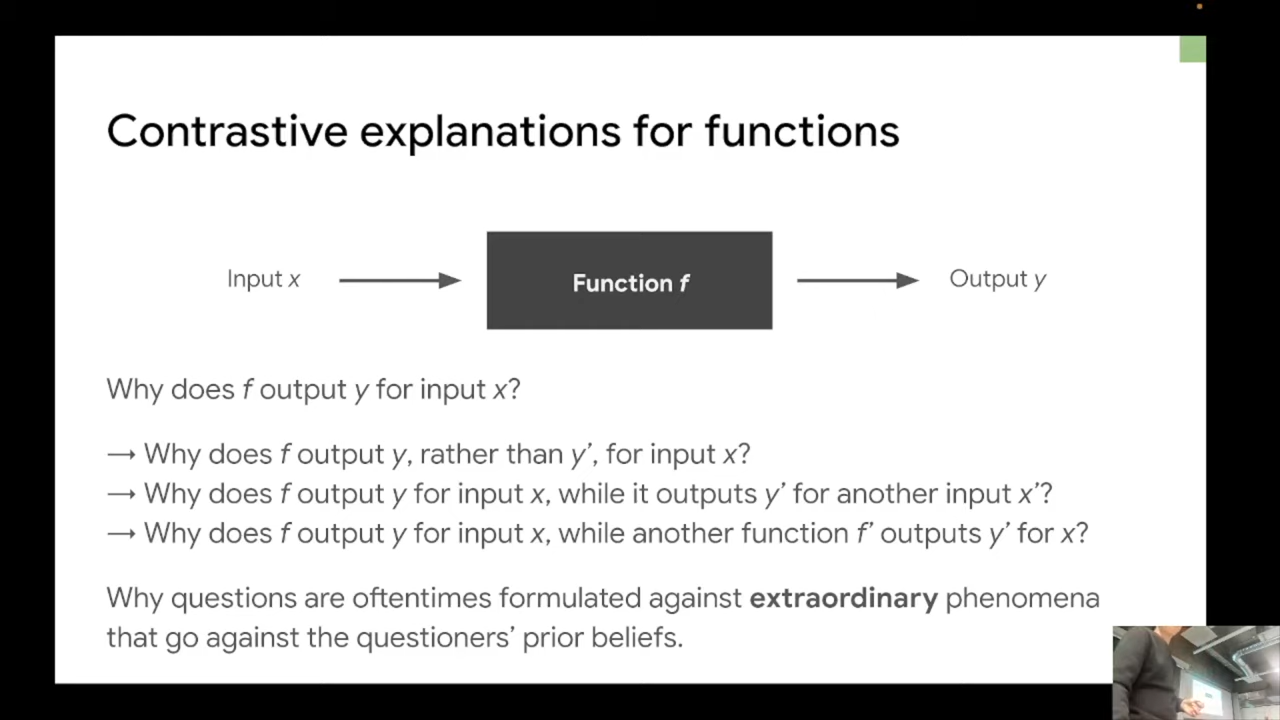 Contrastive explanations for functions
Input x
Function f
Output y
Why does f output y for input x?
→ Why does f output y, rather than y’, for input x?
→ Why does f output y for input x, while it outputs y’ for another input x’?
→ Why does f output y for input x, while another function f’ outputs y’ for x?
Why questions are oftentimes formulated against extraordinary phenomena
that go against the questioners’ prior beliefs.